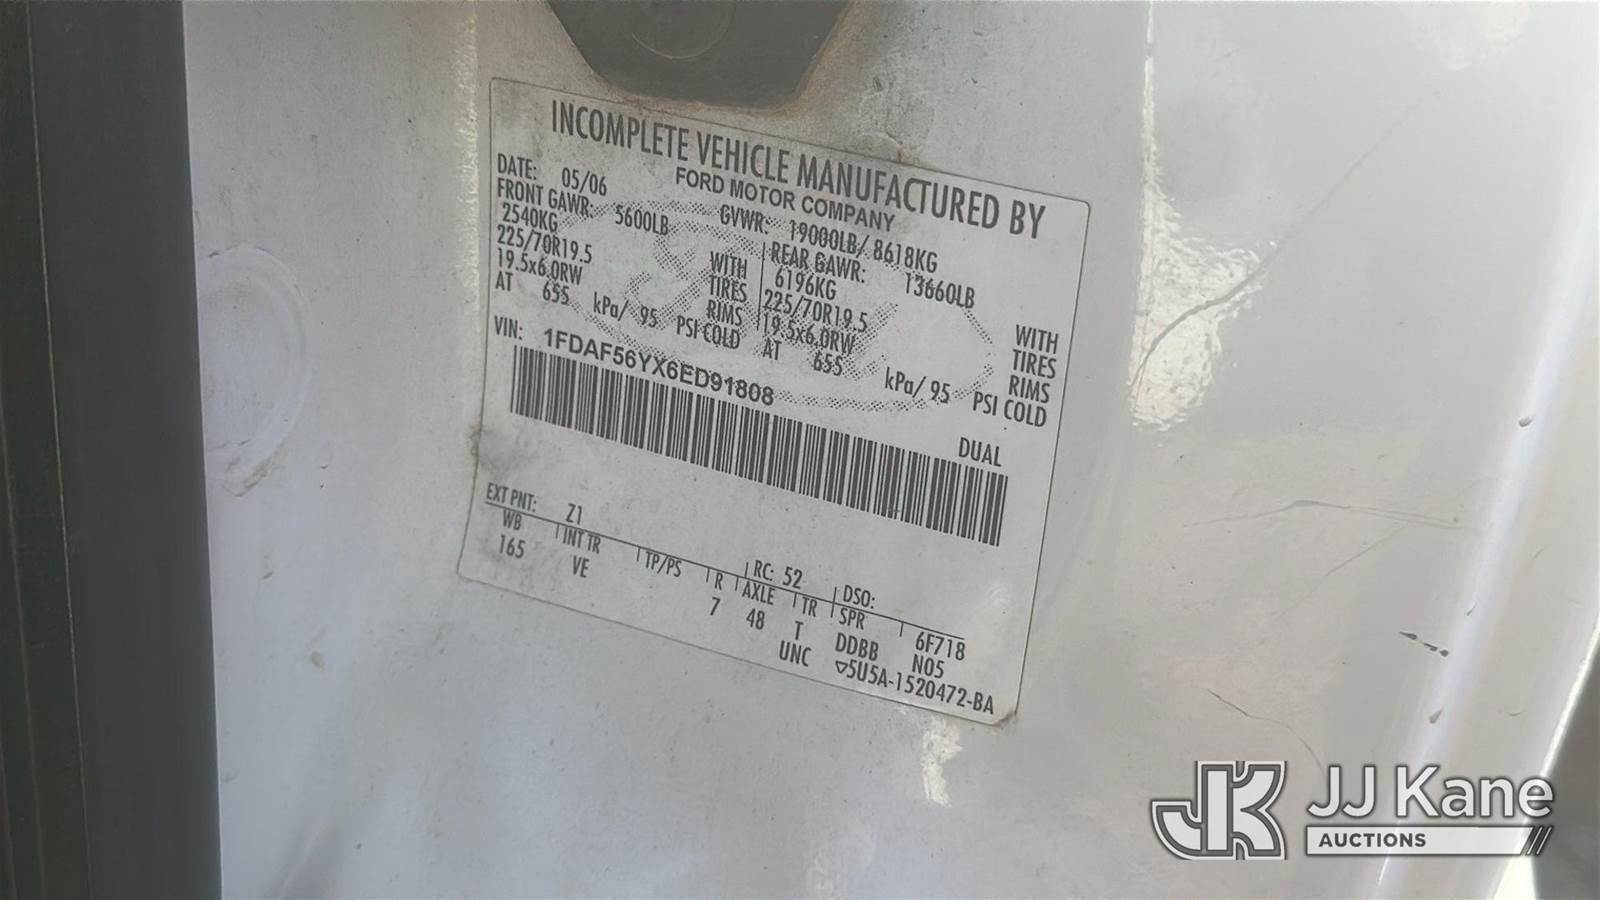 INCOMPLETE VEHICLE MANUFACTURED BY
FORD MOTOR COMPANY
DATE: 05/06 GVWR: 19000LB/ 8618KG
FRONT GAWR: 5600LB REAR GAWR: 13660LB
2540KG WITH 6196KG WITH
225/70R19.5 TIRES 225/70R19.5 TIRES
19.5x6.0RW RIMS 19.5x6.0RW RIMS
AT 655 kPa/ 95 PSI COLD AT 655 kPa/ 95 PSI COLD
VIN: 1FDAF56YX6ED91808
DUAL
EXT PNT: Z1 RC: 52 DSO:
WB INT TR TP/PS R AXLE TR SPR 6F718
165 VE 7 48 T DDBB N05
UNC ▽5U5A-1520472-BA
JK JJ Kane
AUCTIONS